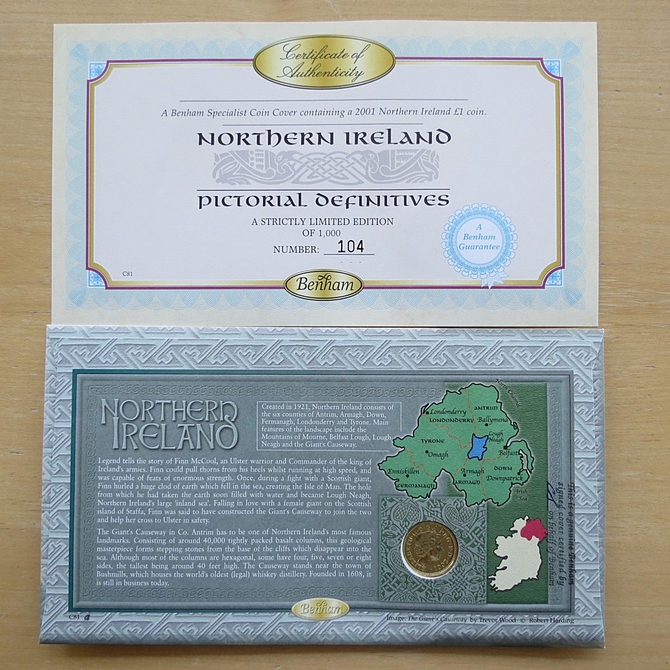 Certificate of
Authenticity
A Benham Specialist Coin Cover containing a 2001 Northern Ireland £1 coin.
NORTHERN IRELAND
PICTORIAL DEFINITIVES
A STRICTLY LIMITED EDITION
OF 1,000
NUMBER: 104
A
Benham
Guarantee
C81
Benham
NORTHERN
IRELAND
Created in 1921, Northern Ireland consists of
the six counties of Antrim, Armagh, Down,
Fermanagh, Londonderry and Tyrone. Main
features of the landscape include the
Mountains of Mourne, Belfast Lough, Lough
Neagh and the Giant's Causeway.
Legend tells the story of Finn McCool, an Ulster warrior and Commander of the king of
Ireland's armies. Finn could pull thorns from his heels whilst running at high speed, and
was capable of feats of enormous strength. Once, during a fight with a Scottish giant,
Finn hurled a huge clod of earth which fell in the sea, creating the Isle of Man. The hole
from which he had taken the earth soon filled with water and became Lough Neagh,
Northern Ireland's large 'inland sea'. Falling in love with a female giant on the Scottish
island of Staffa, Finn was said to have constructed the Giant's Causeway to join the two
and help her cross to Ulster in safety.
The Giant's Causeway in Co. Antrim has to be one of Northern Ireland's most famous
landmarks. Consisting of around 40,000 tightly packed basalt columns, this geological
masterpiece forms stepping stones from the base of the cliffs which disappear into the
sea. Although most of the columns are hexagonal, some have four, five, seven or eight
sides, the tallest being around 40 feet high. The Causeway stands near the town of
Bushmills, which houses the world's oldest (legal) whiskey distillery. Founded in 1608, it
is still in business today.
Londonderry
ANTRIM
LONDONDERRY
Ballymena
TYRONE
Lough
Neagh
Omagh
Belfast
Enniskillen
Armagh
DOWN
FERMANAGH
ARMAGH
Downpatrick
Irish
Sea
This is a genuine Benham
signed cover certified by
C81
Benham
Image: The Giant's Causeway by Trevor Wood © Robert Harding